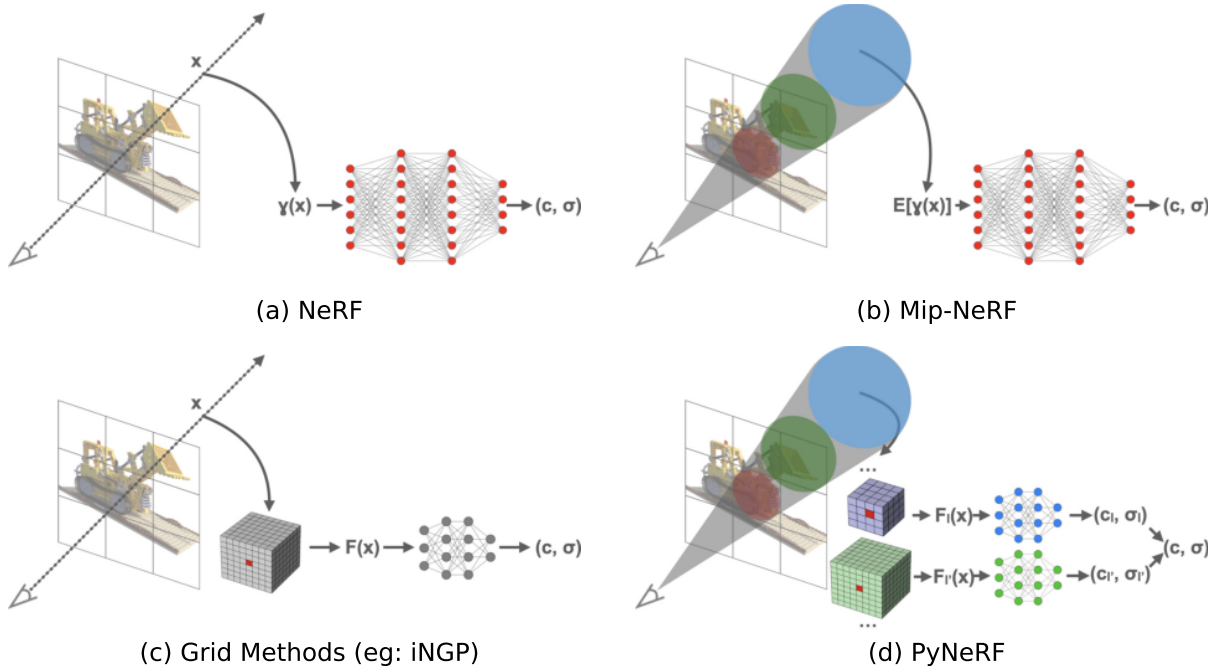 x
ɣ(x)
(c, σ)
(a) NeRF
E[ɣ(x)]
(c, σ)
(b) Mip-NeRF
x
F(x)
(c, σ)
(c) Grid Methods (eg: iNGP)
...
Fₗ(x)
(cₗ, σₗ)
(c, σ)
Fₗ'(x)
(cₗ', σₗ')
...
(d) PyNeRF